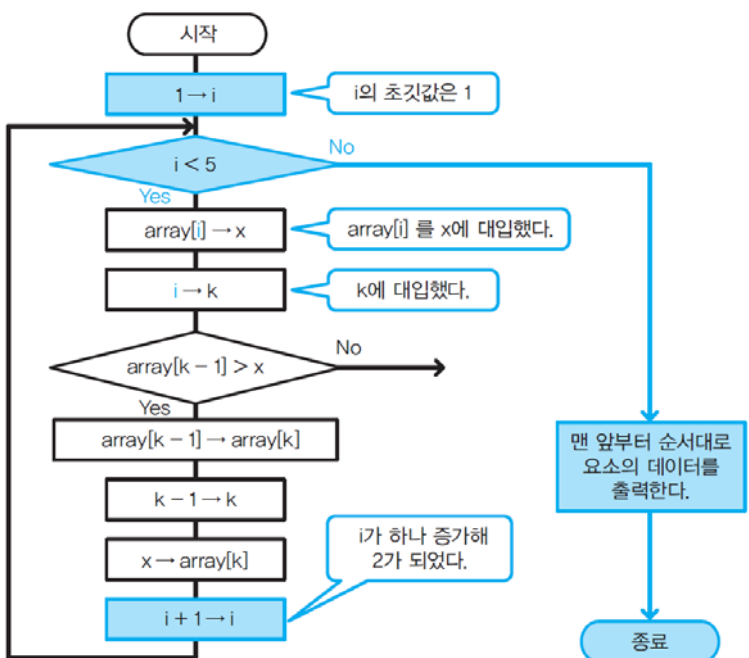 시작
1→i
i의 초깃값은 1
i < 5
No
Yes
array[i] → x
array[i] 를 x에 대입했다.
i → k
k에 대입했다.
array[k − 1] > x
No
Yes
array[k − 1] → array[k]
k − 1 → k
x → array[k]
i가 하나 증가해
2가 되었다.
i + 1 → i
맨 앞부터 순서대로
요소의 데이터를
출력한다.
종료